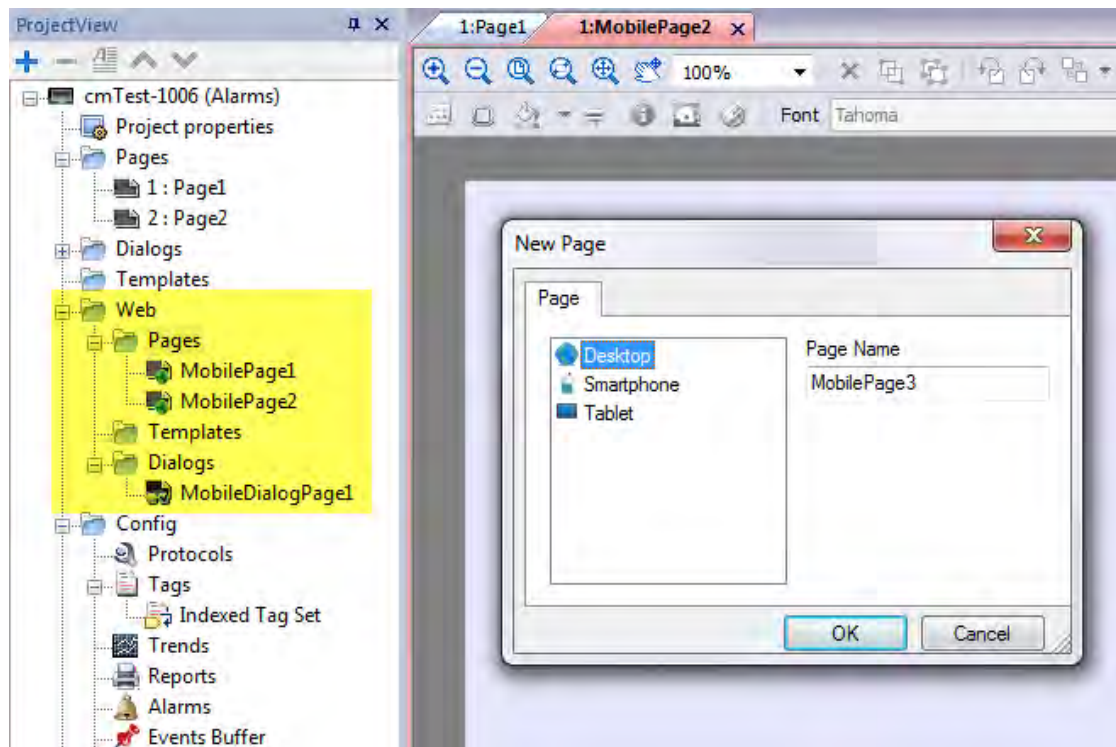 ProjectView
cmTest-1006 (Alarms)
Project properties
Pages
1 : Page1
2 : Page2
Dialogs
Templates
Web
Pages
MobilePage1
MobilePage2
Templates
Dialogs
MobileDialogPage1
Config
Protocols
Tags
Indexed Tag Set
Trends
Reports
Alarms
Events Buffer
1:Page1
1:MobilePage2
100%
Font Tahoma
New Page
Page
Desktop
Smartphone
Tablet
Page Name
MobilePage3
OK
Cancel